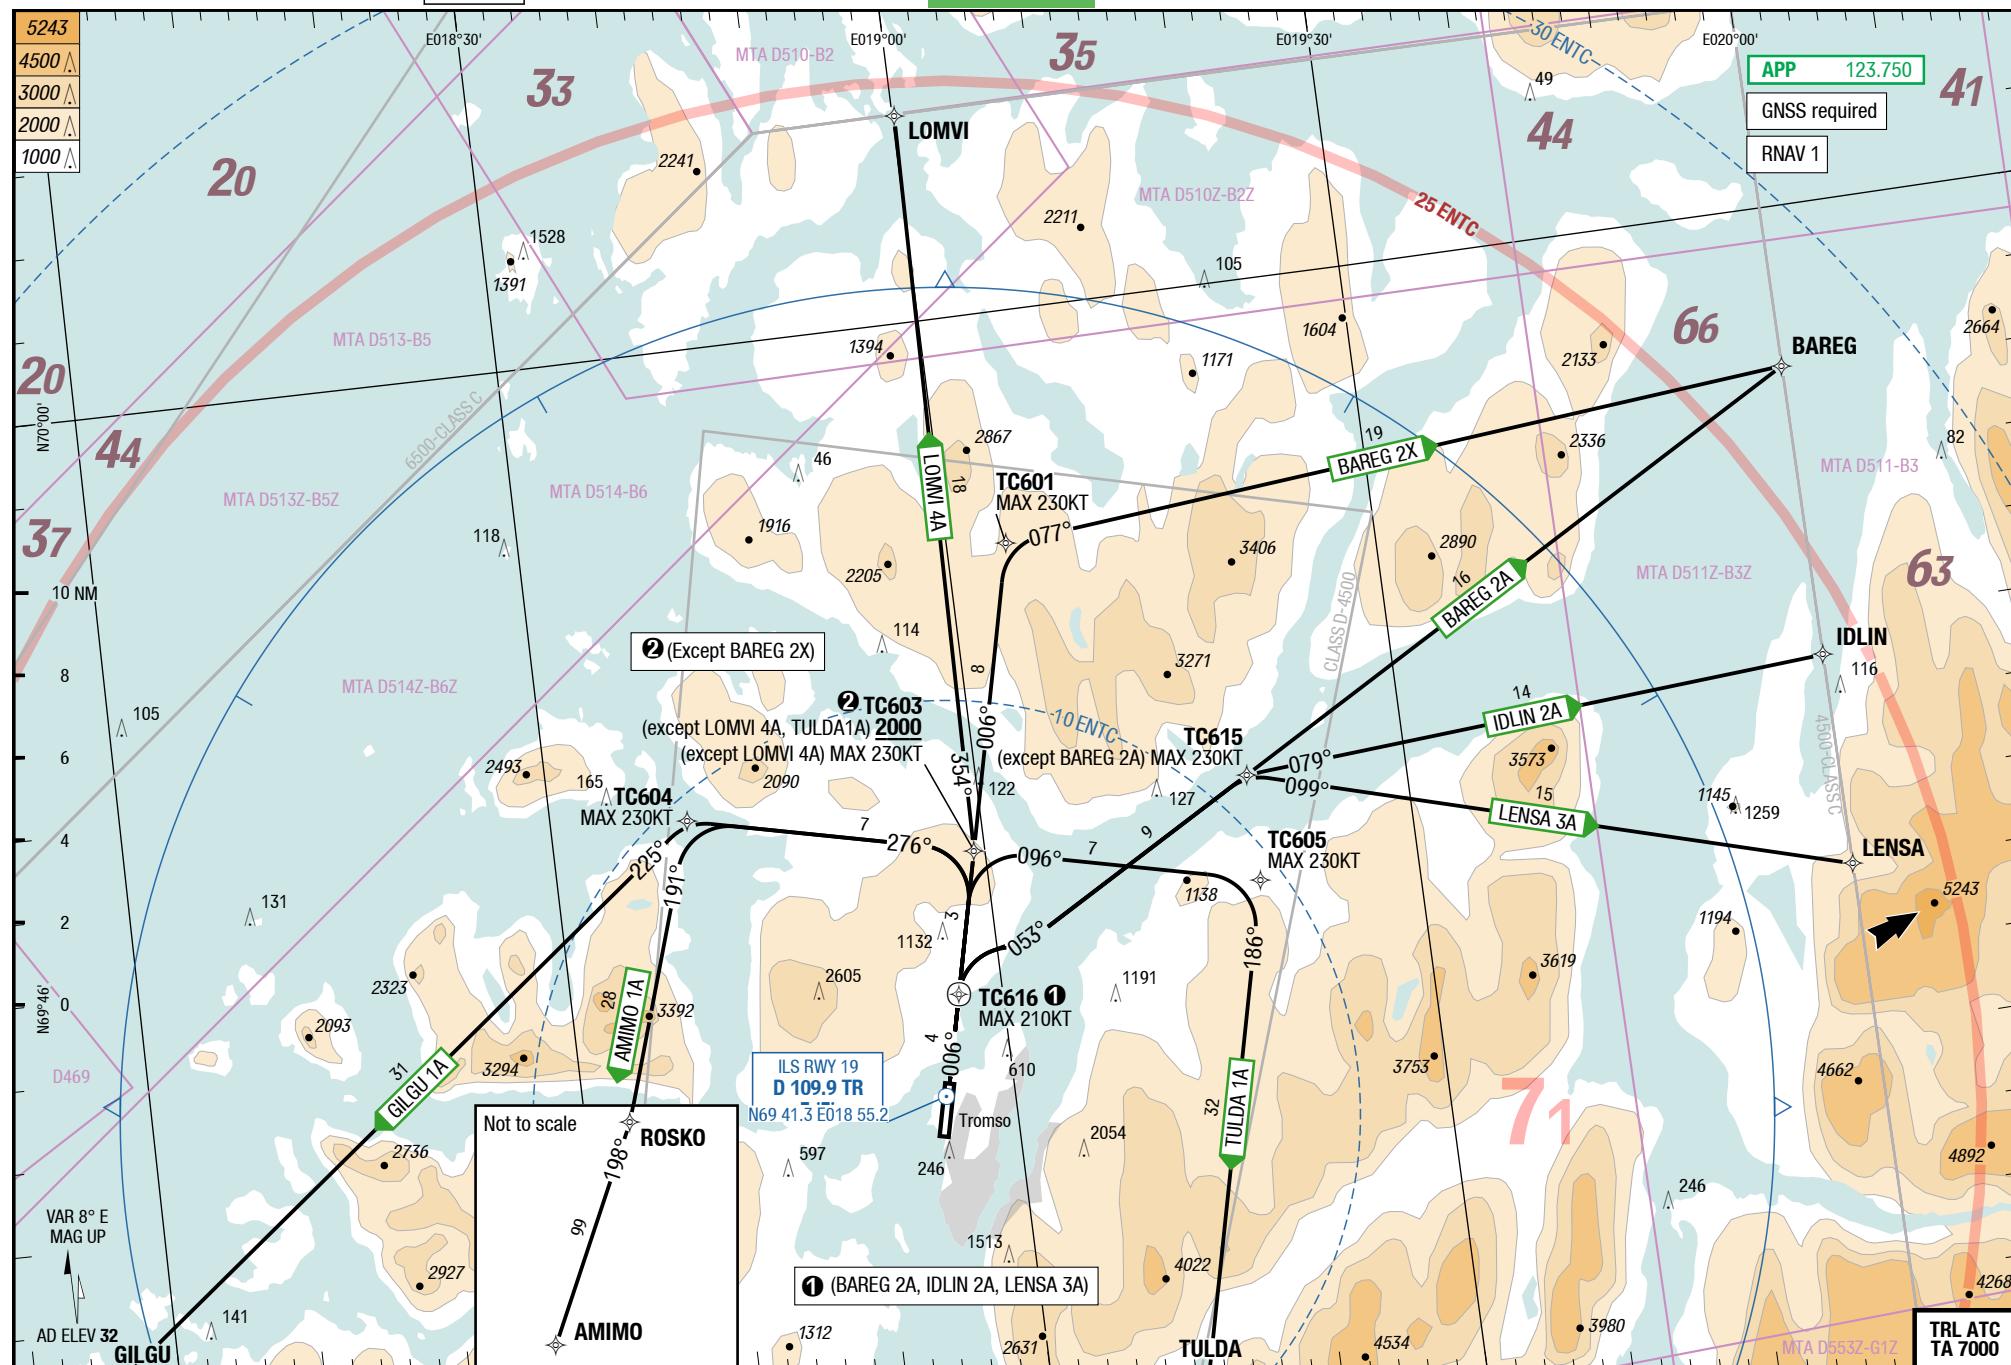 5243
4500
3000
2000
1000
E018°30'
E019°00'
E019°30'
E020°00'
30 ENTC
MTA D510-B2
33
35
44
41
20
49
APP 123.750
GNSS required
RNAV 1
LOMVI
2241
2211
MTA D510Z-B2Z
25 ENTC
1528
1391
105
1604
66
2664
MTA D513-B5
1394
1171
2133
BAREG
20
N70°00'
6500-CLASS C
44
MTA D513Z-B5Z
MTA D514-B6
46
2867
LOMVI 4A
18
TC601
MAX 230KT
077°
19
BAREG 2X
2336
MTA D511-B3
82
37
118
1916
2205
3406
2890
16
BAREG 2A
MTA D511Z-B3Z
63
10 NM
CLASS D-4500
❷ (Except BAREG 2X)
114
8
3271
IDLIN
116
8
MTA D514Z-B6Z
105
❷ TC603
(except LOMVI 4A, TULDA1A) 2000
(except LOMVI 4A) MAX 230KT
006°
354°
10 ENTC
TC615
(except BAREG 2A) MAX 230KT
14
IDLIN 2A
079°
099°
4500-CLASS C
6
2493
165
2090
122
127
3573
15
LENSA 3A
1145
1259
TC604
MAX 230KT
7
276°
096°
7
9
TC605
MAX 230KT
LENSA
4
225°
191°
1138
5243
2
131
1132
3
053°
186°
1194
2323
2605
1191
3619
0
N69°46'
TC616 ❶
MAX 210KT
2093
28
AMIMO 1A
3392
3294
4
006°
610
3753
4662
D469
31
GILGU 1A
ILS RWY 19
D 109.9 TR
N69 41.3 E018 55.2
Tromso
32
TULDA 1A
71
Not to scale
ROSKO
198°
99
AMIMO
597
246
2054
4892
2736
246
VAR 8° E
MAG UP
2927
1513
4022
❶ (BAREG 2A, IDLIN 2A, LENSA 3A)
4268
AD ELEV 32
141
GILGU
1312
2631
TULDA
4534
3980
MTA D553Z-G1Z
TRL ATC
TA 7000